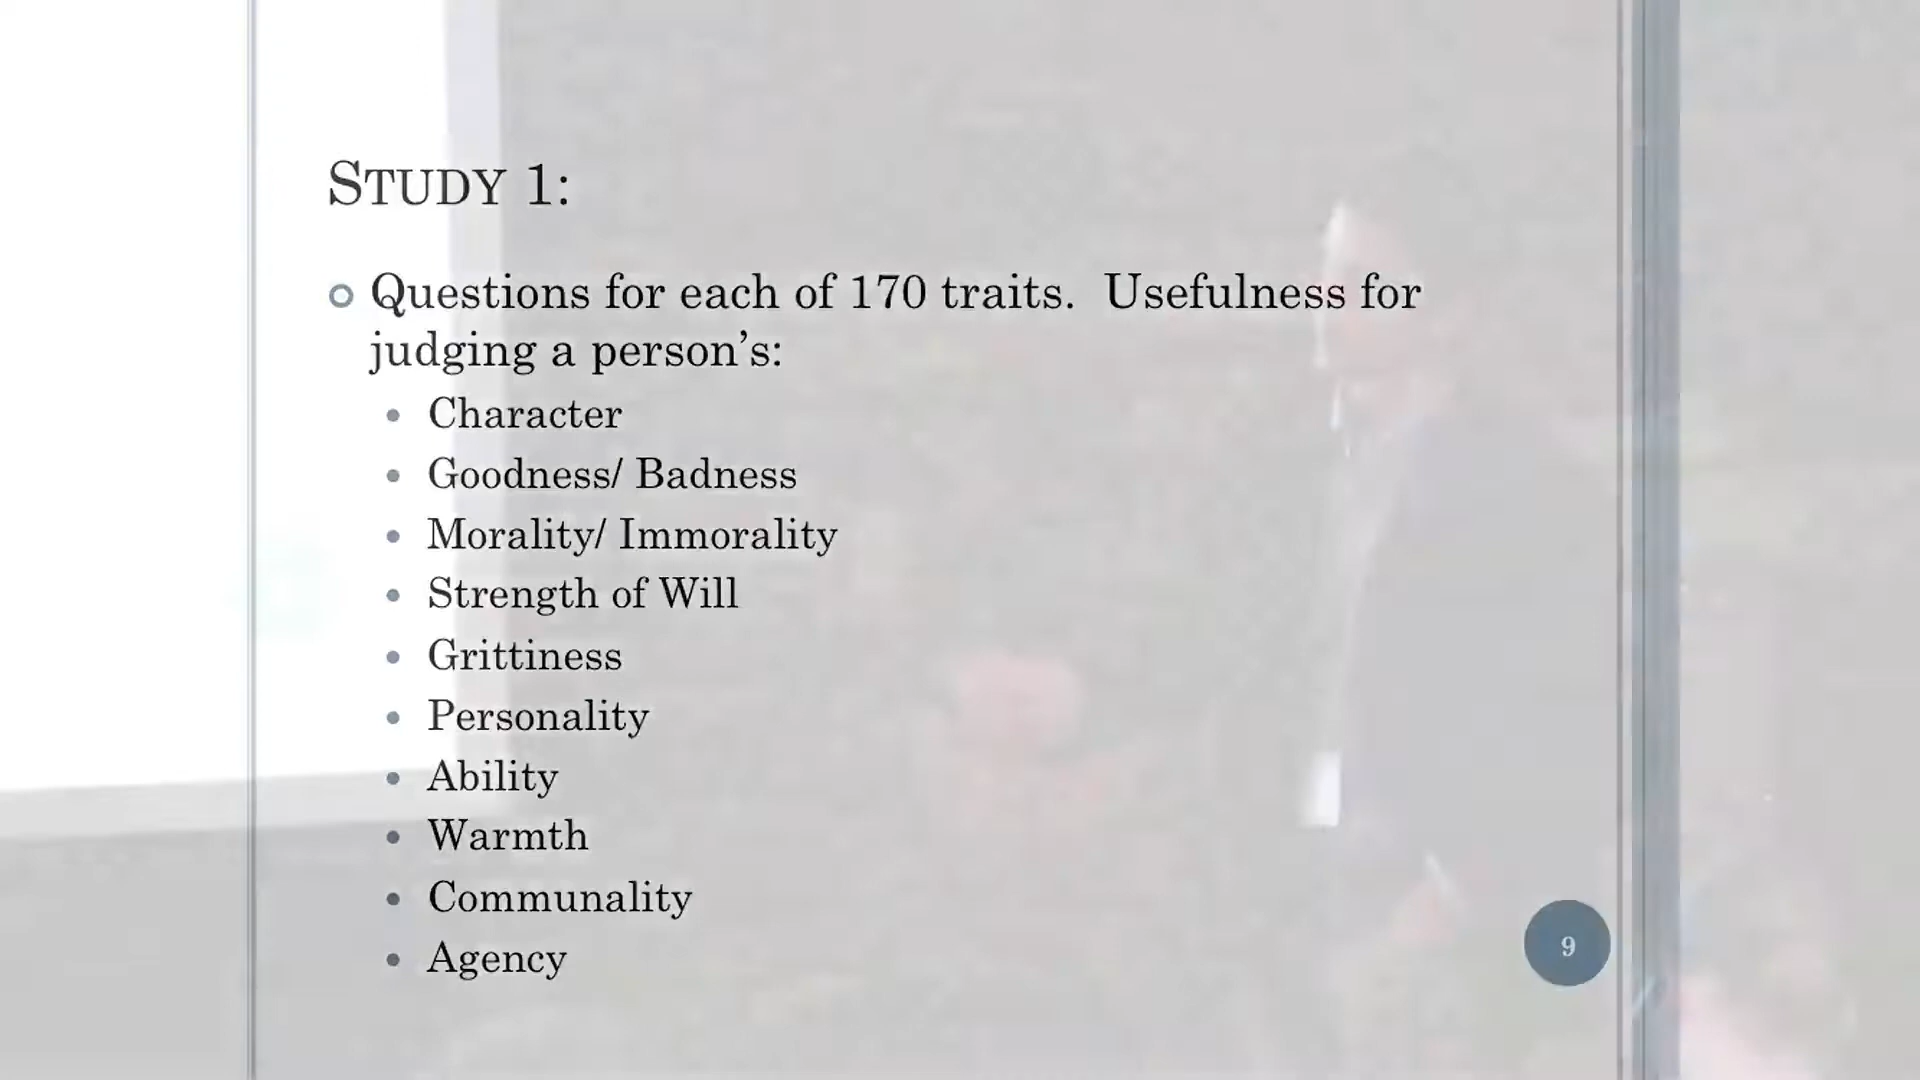 STUDY 1:
Questions for each of 170 traits. Usefulness for
judging a person's:
Character
Goodness/ Badness
Morality/ Immorality
Strength of Will
Grittiness
Personality
Ability
Warmth
Communality
Agency
9